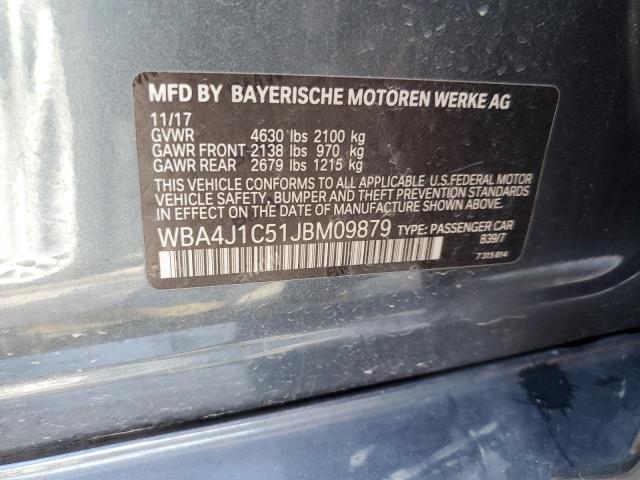 MFD BY BAYERISCHE MOTOREN WERKE AG
11/17
GVWR 4630 lbs 2100 kg
GAWR FRONT 2138 lbs 970 kg
GAWR REAR 2679 lbs 1215 kg
THIS VEHICLE CONFORMS TO ALL APPLICABLE U.S.FEDERAL MOTOR
VEHICLE SAFETY, BUMPER AND THEFT PREVENTION STANDARDS
IN EFFECT ON THE DATE OF MANUFACTURE SHOWN ABOVE.
WBA4J1C51JBM09879 TYPE: PASSENGER CAR
B39/7
7315814